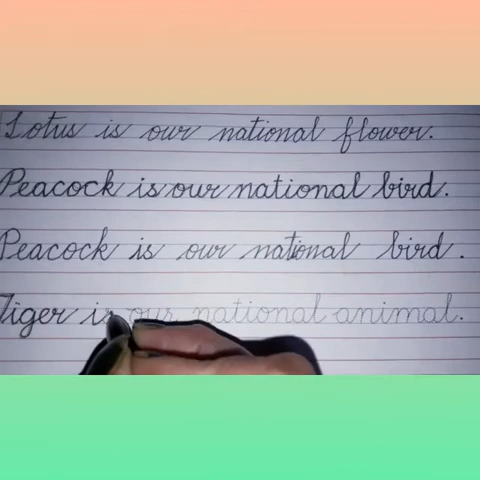 Lotus is our national flower.
Peacock is our national bird.
Peacock is our national bird.
Tiger is our national animal.